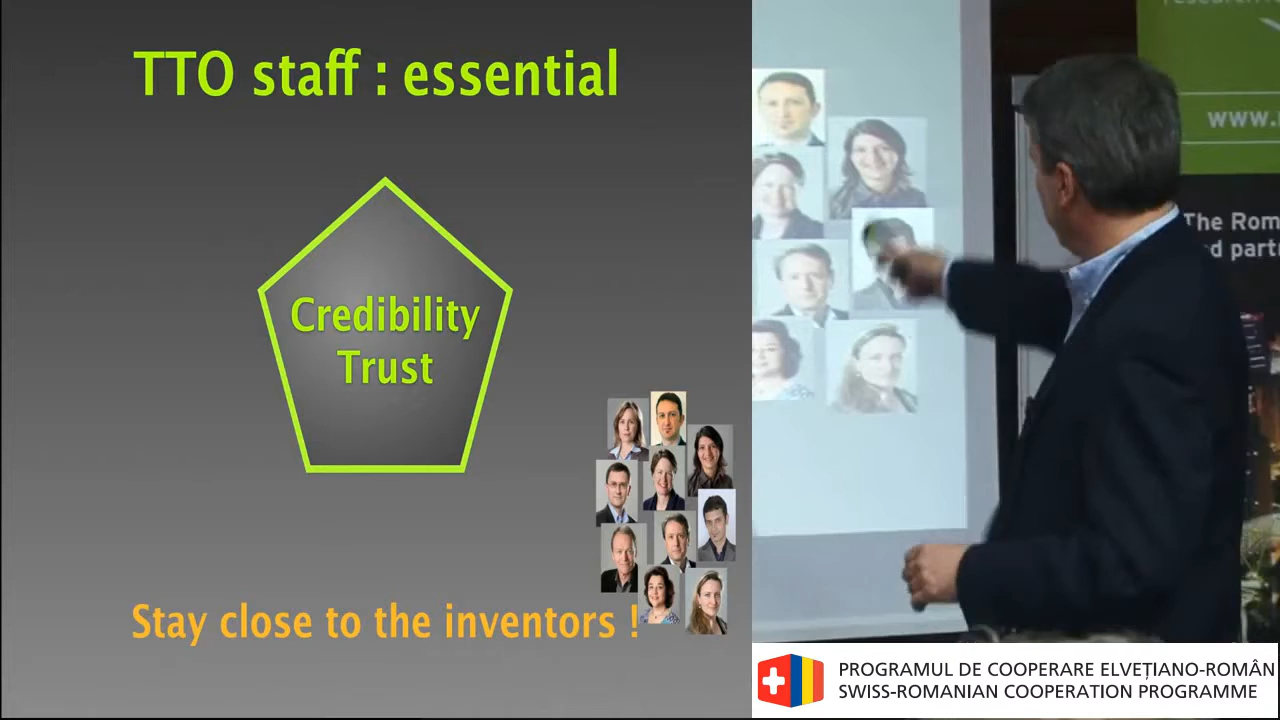 TTO staff : essential
Credibility
Trust
Stay close to the inventors !
www.
The Rom
d part
PROGRAMUL DE COOPERARE ELVEȚIANO-ROMÂN
SWISS-ROMANIAN COOPERATION PROGRAMME